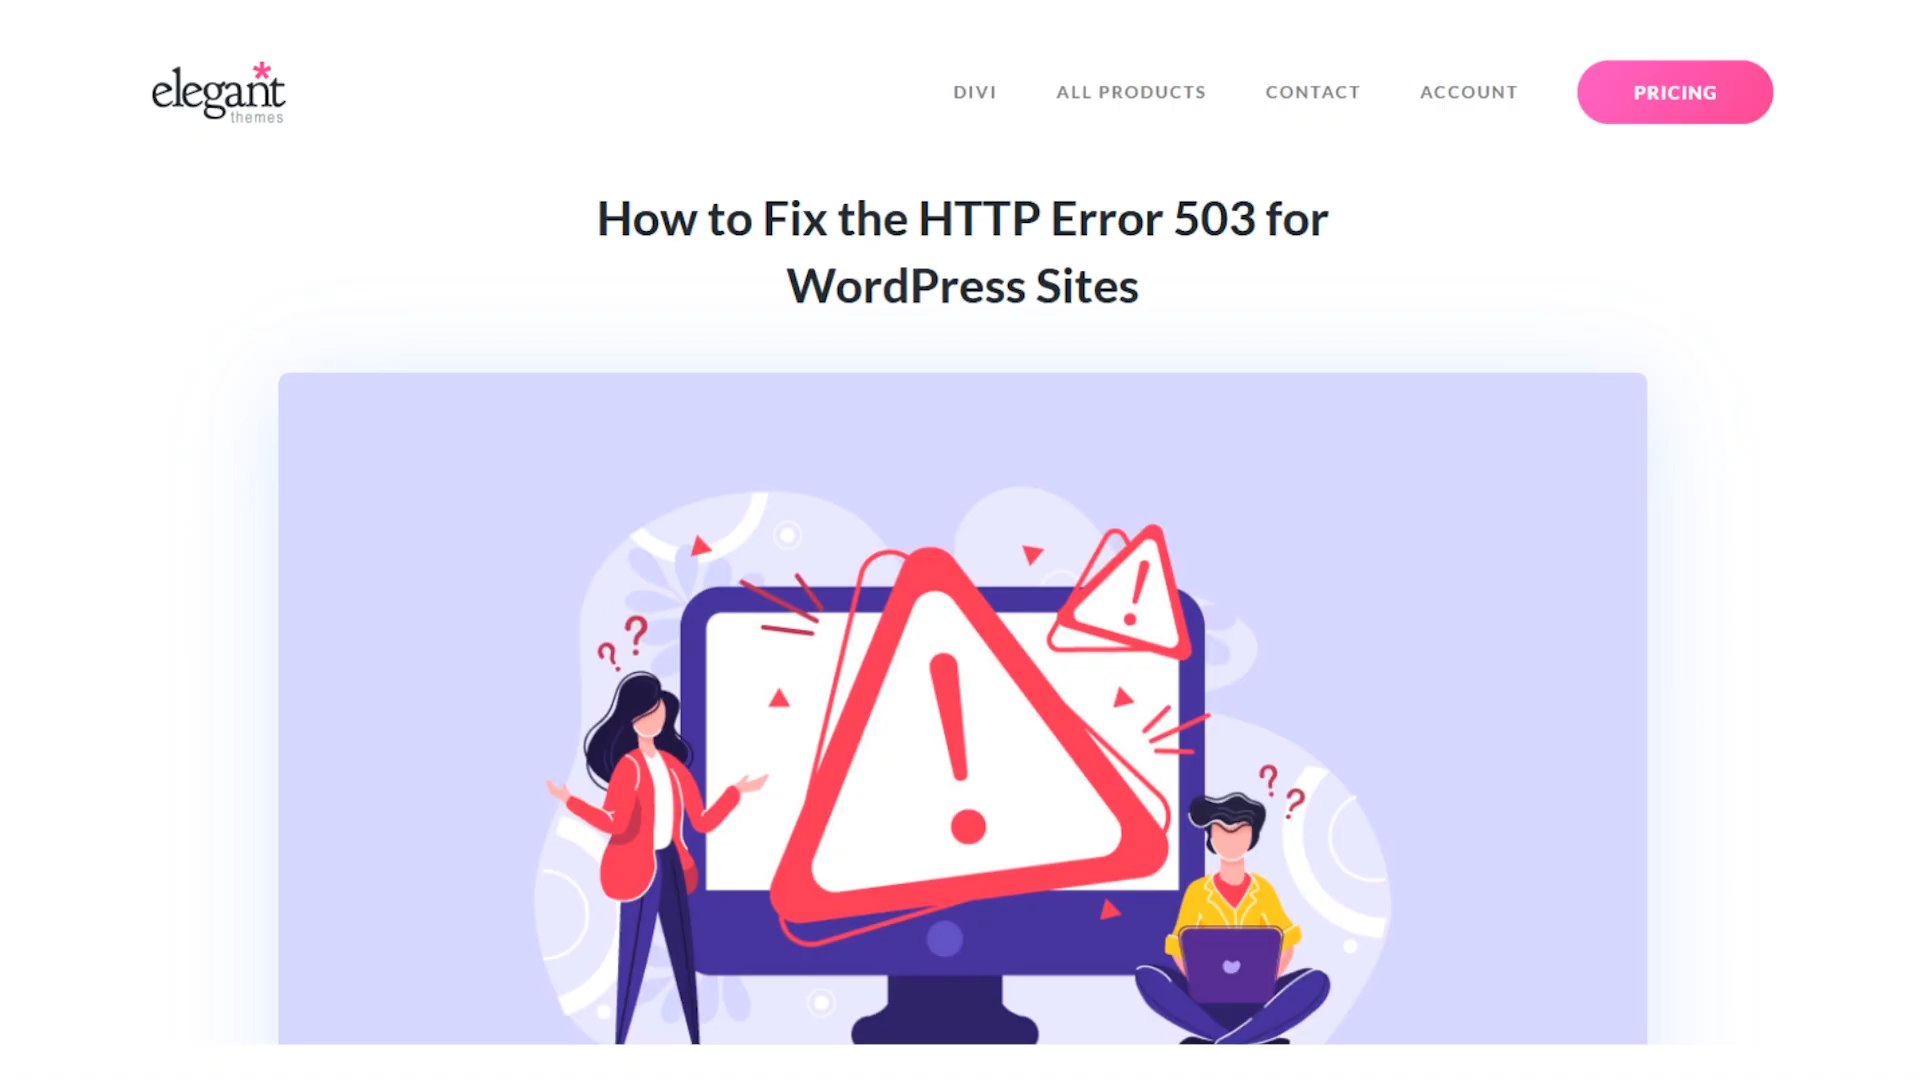 elegant
themes
DIVI
ALL PRODUCTS
CONTACT
ACCOUNT
PRICING
How to Fix the HTTP Error 503 for
WordPress Sites
? ?
! !
? ?